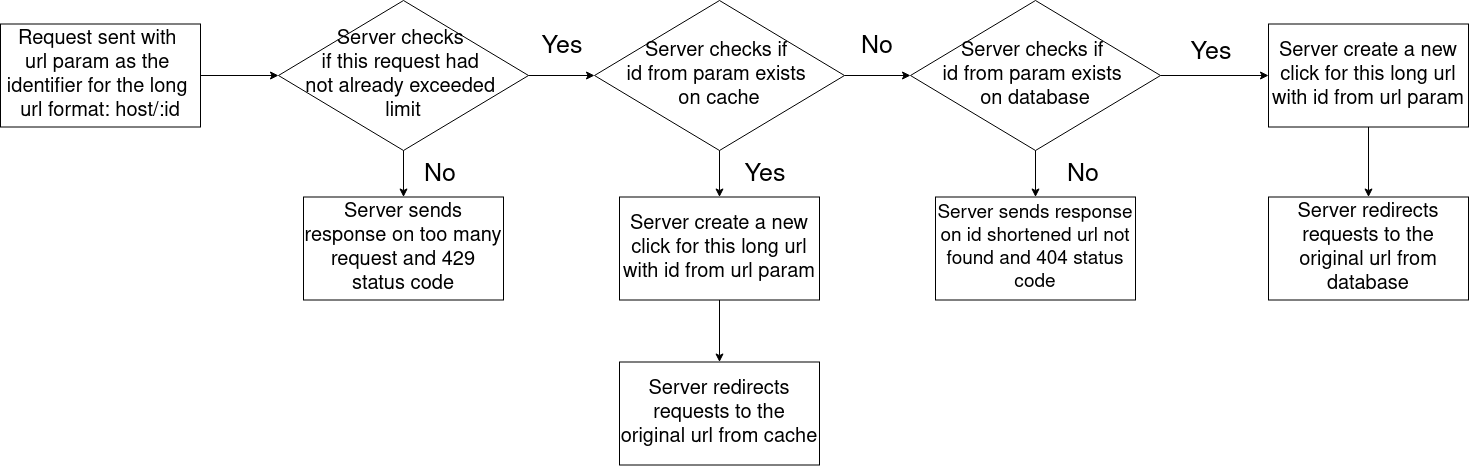 Request sent with
url param as the
identifier for the long
url format: host/:id
Server checks
if this request had
not already exceeded
limit
Yes
Server checks if
id from param exists
on cache
No
Server checks if
id from param exists
on database
Yes
Server create a new
click for this long url
with id from url param
No
Server sends
response on too many
request and 429
status code
Yes
Server create a new
click for this long url
with id from url param
No
Server sends response
on id shortened url not
found and 404 status
code
Server redirects
requests to the
original url from
database
Server redirects
requests to the
original url from cache